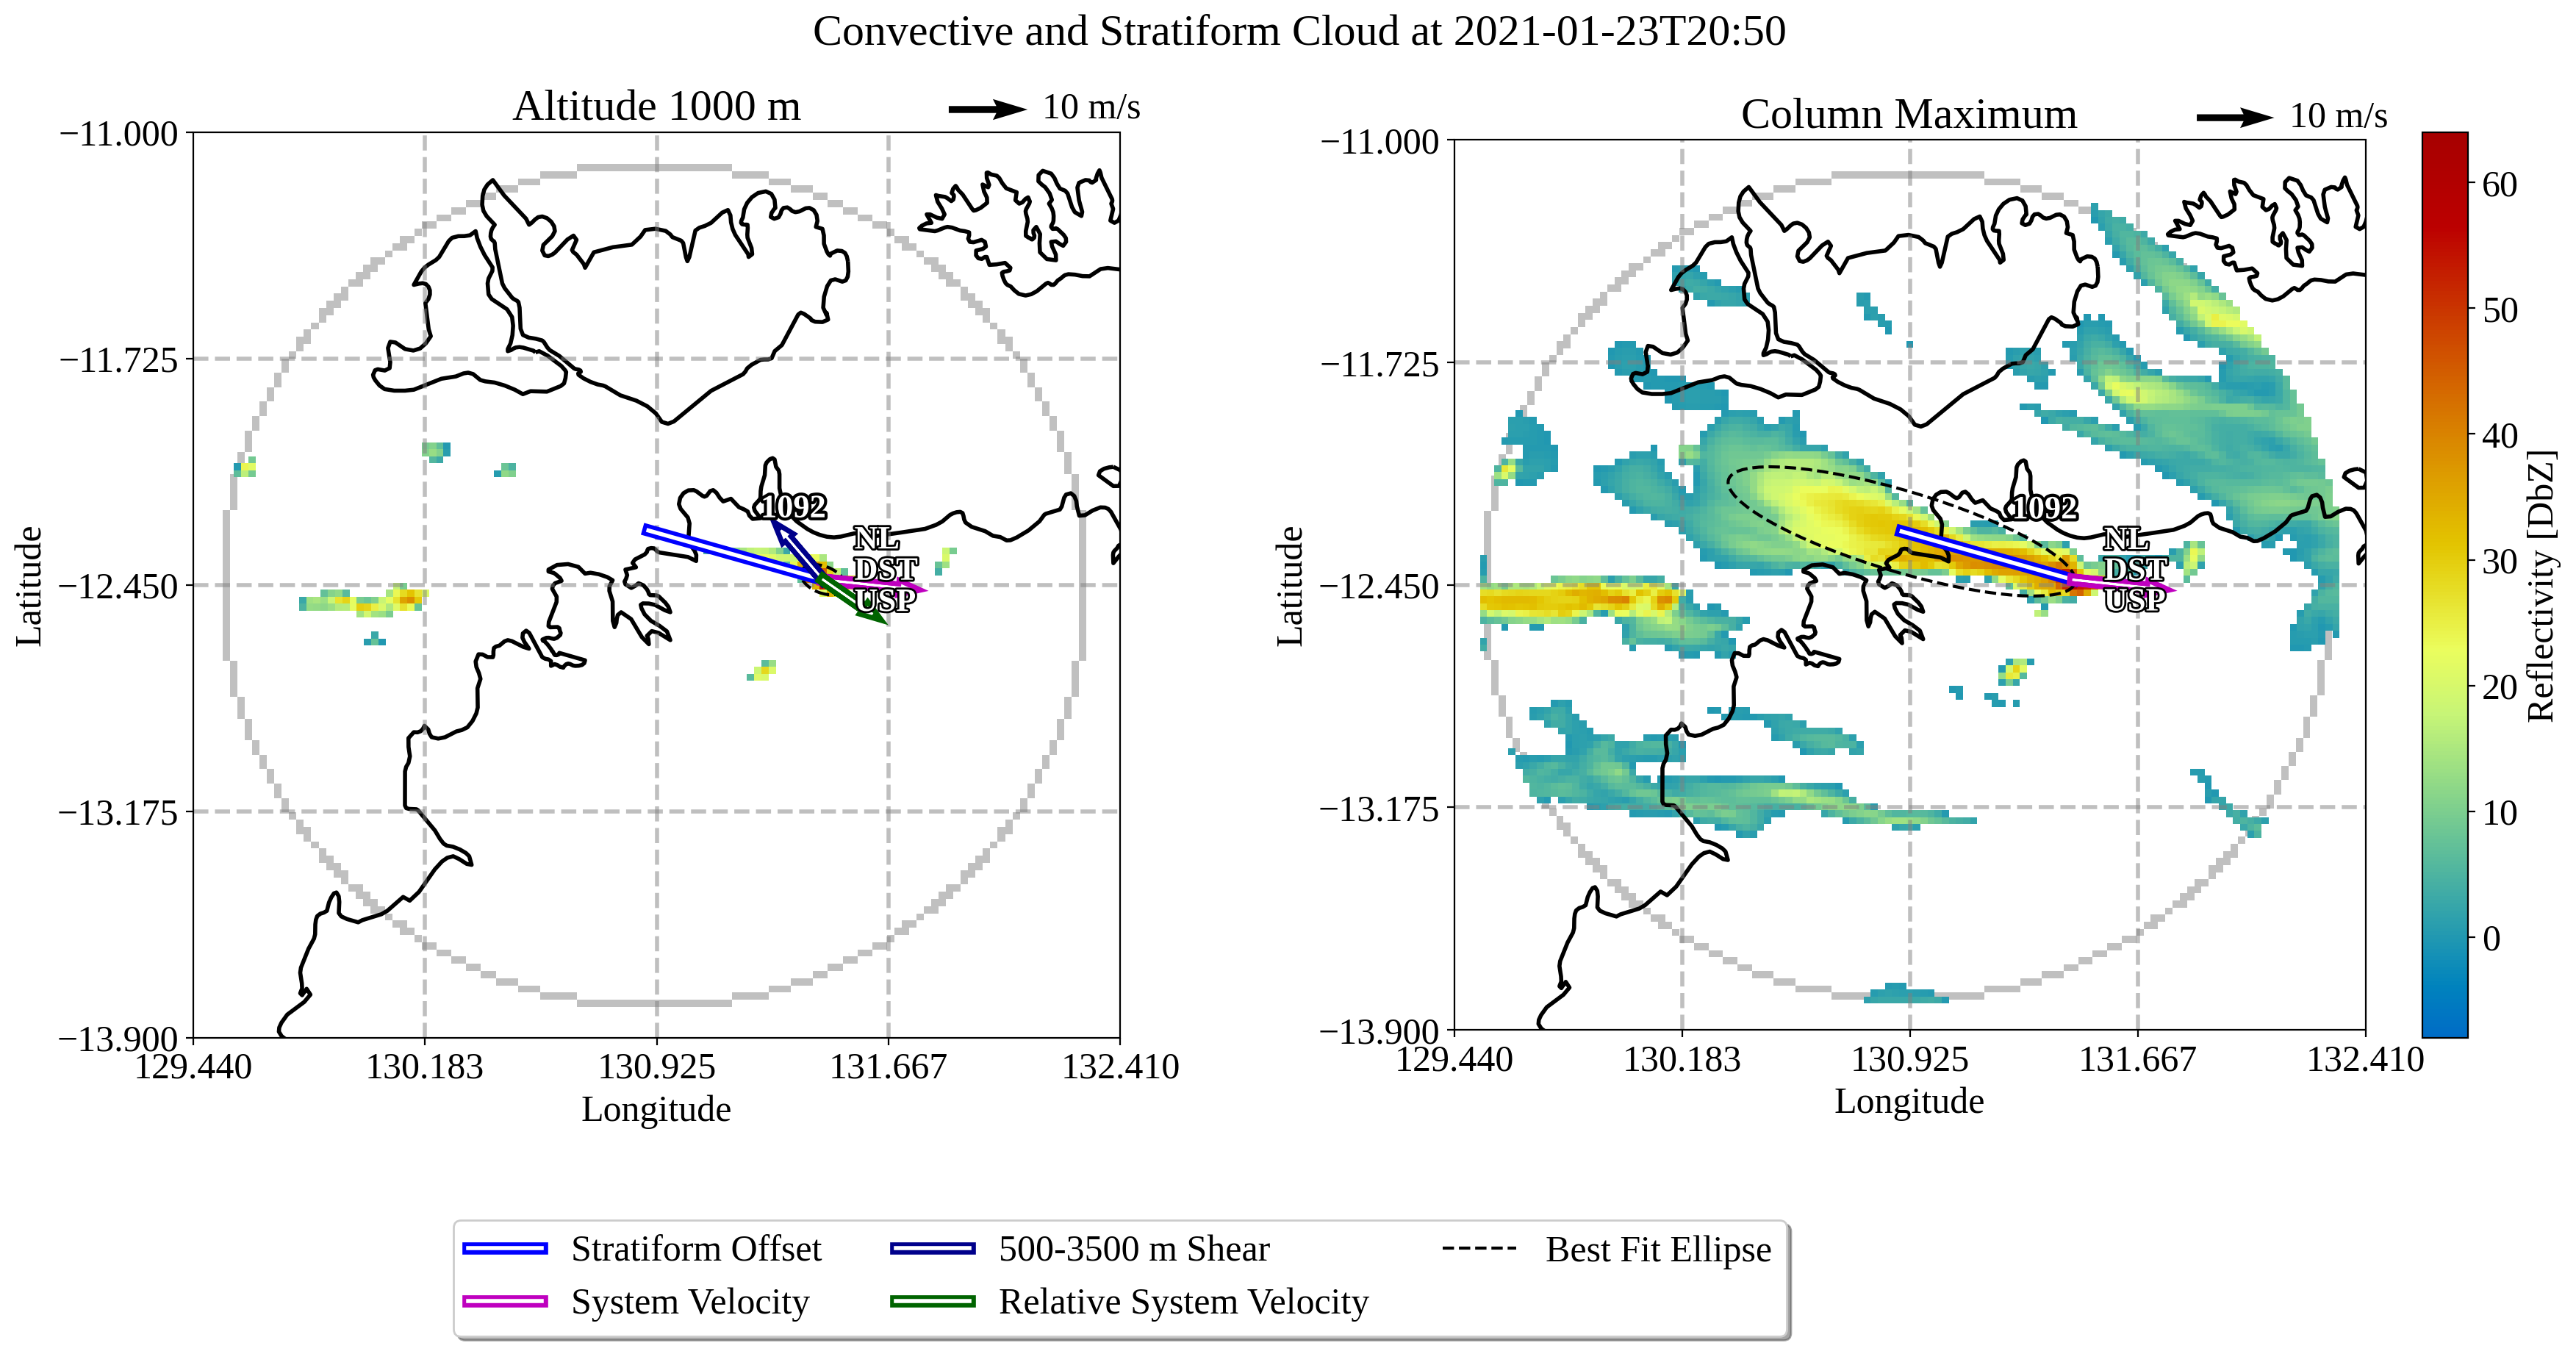 Convective and Stratiform Cloud at 2021-01-23T20:50
Altitude 1000 m
10 m/s
−11.000
−11.725
−12.450
−13.175
−13.900
Latitude
129.440
130.183
130.925
131.667
132.410
Longitude
1092
NL
DST
USP
Column Maximum
10 m/s
−11.000
−11.725
−12.450
−13.175
−13.900
Latitude
129.440
130.183
130.925
131.667
132.410
Longitude
1092
NL
DST
USP
60
50
40
30
20
10
0
Reflectivity [DbZ]
Stratiform Offset
System Velocity
500-3500 m Shear
Relative System Velocity
Best Fit Ellipse